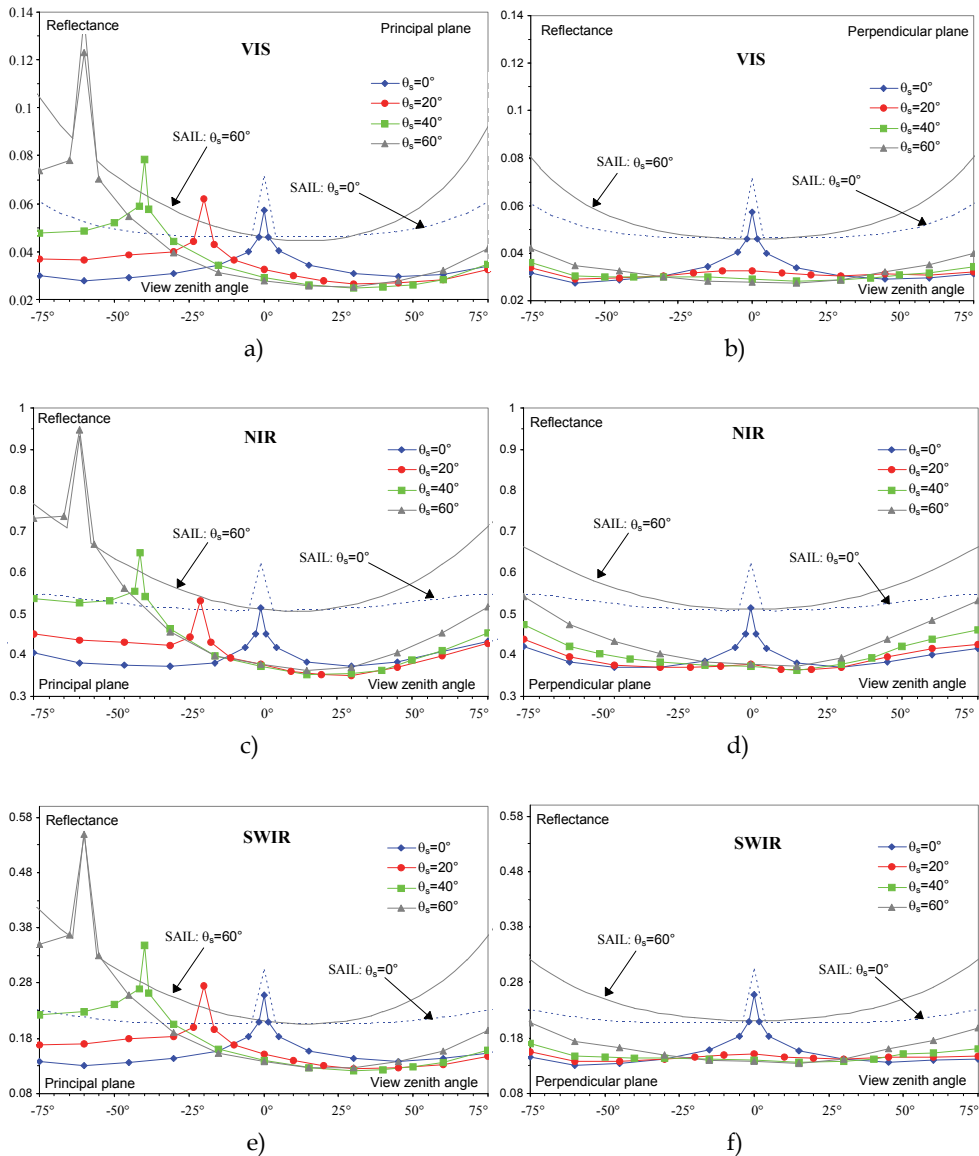 0.14
0.12
0.1
0.08
0.06
0.04
0.02
Reflectance
Principal plane
VIS
θs=0°
θs=20°
θs=40°
θs=60°
SAIL: θs=60°
SAIL: θs=0°
View zenith angle
-75° -50° -25° 0° 25° 50° 75°
a)
0.14
0.12
0.1
0.08
0.06
0.04
0.02
Reflectance
Perpendicular plane
VIS
θs=0°
θs=20°
θs=40°
θs=60°
SAIL: θs=60°
SAIL: θs=0°
View zenith angle
-75° -50° -25° 0° 25° 50° 75°
b)
1
0.9
0.8
0.7
0.6
0.5
0.4
0.3
Reflectance
NIR
θs=0°
θs=20°
θs=40°
θs=60°
SAIL: θs=60°
SAIL: θs=0°
Principal plane
View zenith angle
-75° -50° -25° 0° 25° 50° 75°
c)
1
0.9
0.8
0.7
0.6
0.5
0.4
0.3
Reflectance
NIR
θs=0°
θs=20°
θs=40°
θs=60°
SAIL: θs=60°
SAIL: θs=0°
Perpendicular plane
View zenith angle
-75° -50° -25° 0° 25° 50° 75°
d)
0.58
0.48
0.38
0.28
0.18
0.08
Reflectance
SWIR
θs=0°
θs=20°
θs=40°
θs=60°
SAIL: θs=60°
SAIL: θs=0°
Principal plane
View zenith angle
-75° -50° -25° 0° 25° 50° 75°
e)
0.58
0.48
0.38
0.28
0.18
0.08
Reflectance
SWIR
θs=0°
θs=20°
θs=40°
θs=60°
SAIL: θs=60°
SAIL: θs=0°
Perpendicular plane
View zenith angle
-75° -50° -25° 0° 25° 50° 75°
f)